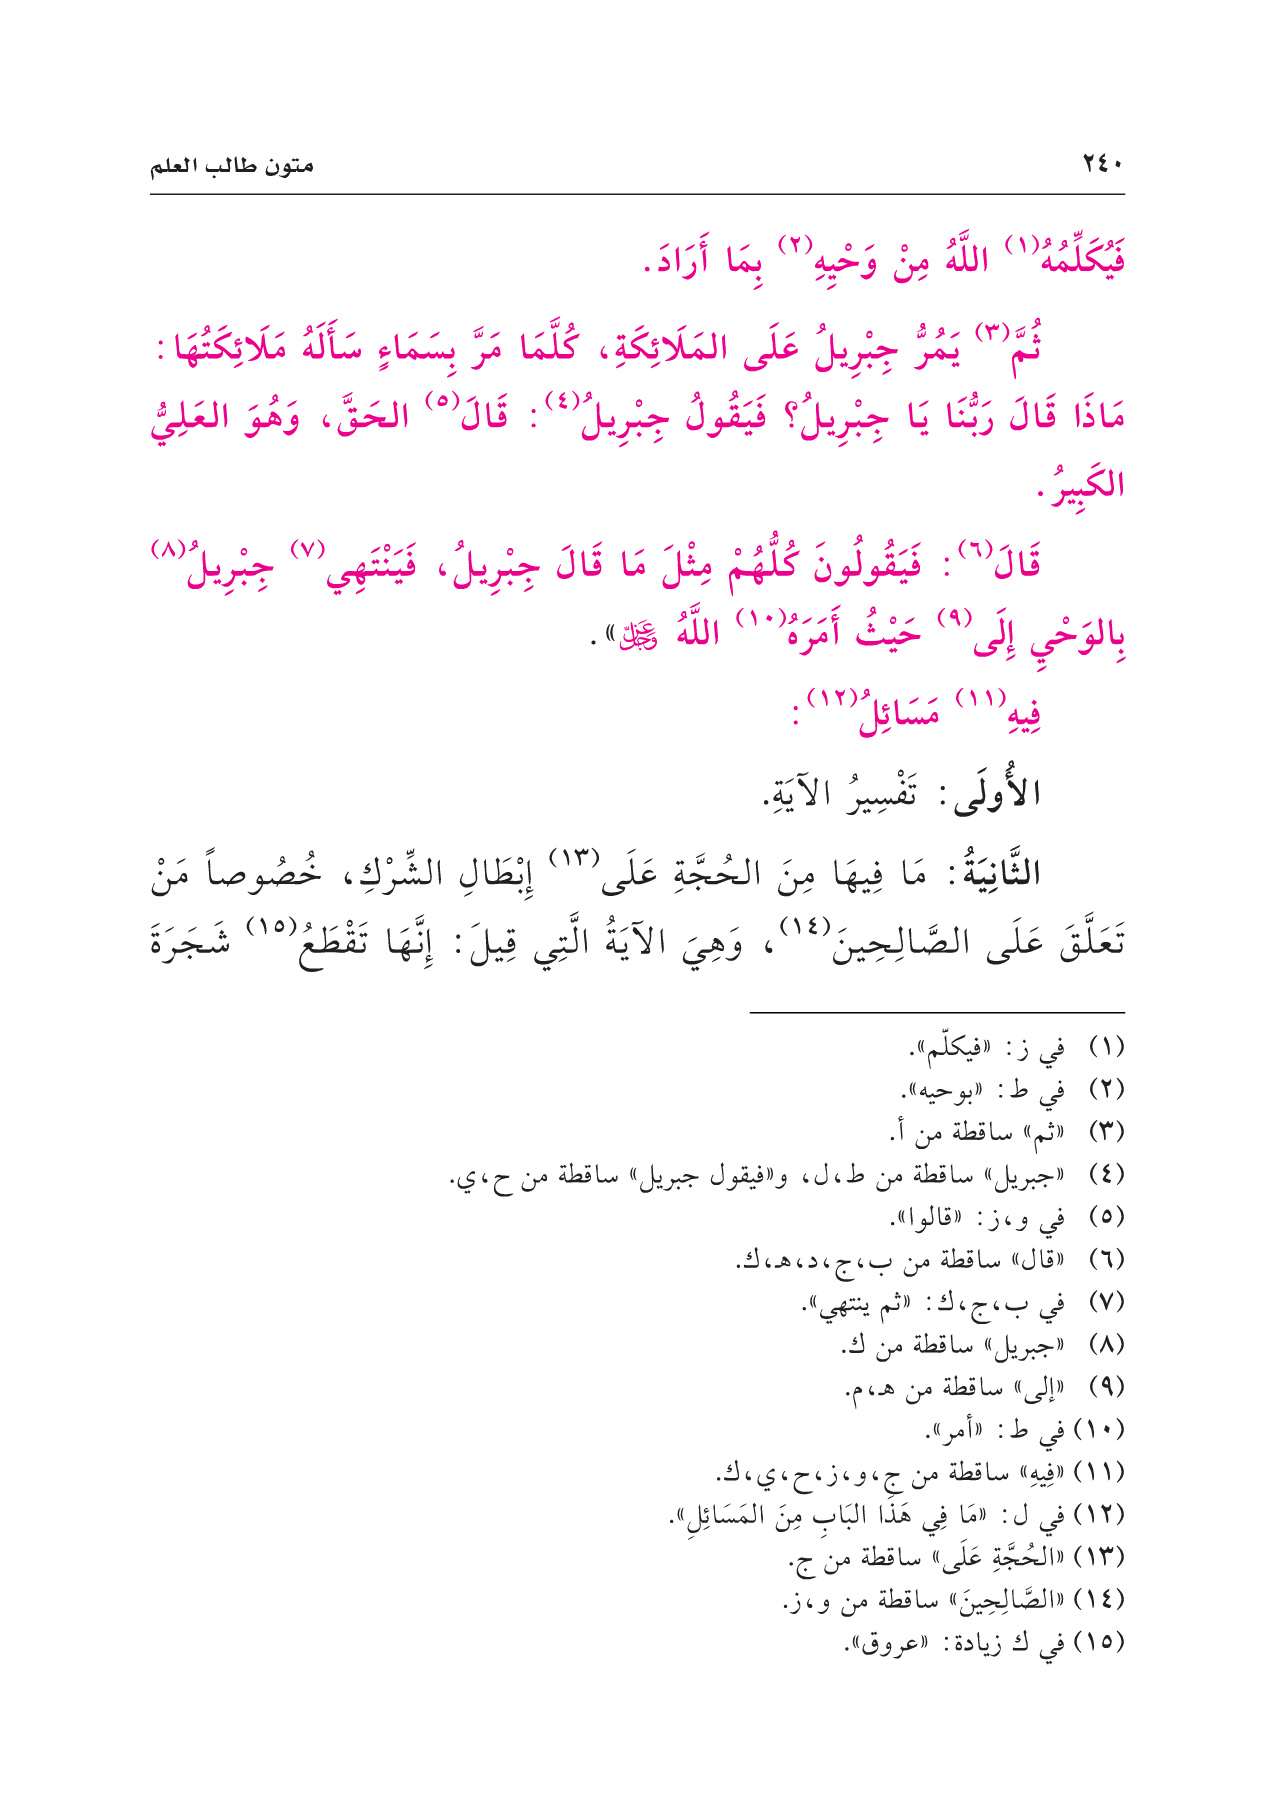 ٢٤٠
متون طالب العلم
فَيُكَلِّمُهُ(١) اللَّهُ مِنْ وَحْيِهِ(٢) بِمَا أَرَادَ.
ثُمَّ(٣) يَمُرُّ جِبْرِيلُ عَلَى المَلَائِكَةِ، كُلَّمَا مَرَّ بِسَمَاءٍ سَأَلَهُ مَلَائِكَتُهَا:
مَاذَا قَالَ رَبُّنَا يَا جِبْرِيلُ؟ فَيَقُولُ جِبْرِيلُ(٤): قَالَ(٥) الحَقَّ، وَهُوَ العَلِيُّ
الكَبِيرُ.
قَالَ(٦): فَيَقُولُونَ كُلُّهُمْ مِثْلَ مَا قَالَ جِبْرِيلُ، فَيَنْتَهِي(٧) جِبْرِيلُ(٨)
بِالوَحْيِ إِلَى(٩) حَيْثُ أَمَرَهُ(١٠) اللَّهُ عَزَّ وَجَلَّ».
فِيهِ(١١) مَسَائِلُ(١٢):
الأُولَى: تَفْسِيرُ الآيَةِ.
الثَّانِيَةُ: مَا فِيهَا مِنَ الحُجَّةِ عَلَى(١٣) إِبْطَالِ الشِّرْكِ، خُصُوصاً مَنْ
تَعَلَّقَ عَلَى الصَّالِحِينَ(١٤)، وَهِيَ الآيَةُ الَّتِي قِيلَ: إِنَّهَا تَقْطَعُ(١٥) شَجَرَةَ
(١) في ز: «فيكلّم».
(٢) في ط: «بوحيه».
(٣) «ثم» ساقطة من أ.
(٤) «جبريل» ساقطة من ط،ل، و«فيقول جبريل» ساقطة من ح،ي.
(٥) في و،ز: «قالوا».
(٦) «قال» ساقطة من ب،ج،د،هـ،ك.
(٧) في ب،ج،ك: «ثم ينتهي».
(٨) «جبريل» ساقطة من ك.
(٩) «إلى» ساقطة من هـ،م.
(١٠) في ط: «أمر».
(١١) «فِيهِ» ساقطة من ج،و،ز،ح،ي،ك.
(١٢) في ل: «مَا فِي هَذَا البَابِ مِنَ المَسَائِلِ».
(١٣) «الحُجَّةِ عَلَى» ساقطة من ج.
(١٤) «الصَّالِحِينَ» ساقطة من و،ز.
(١٥) في ك زيادة: «عروق».